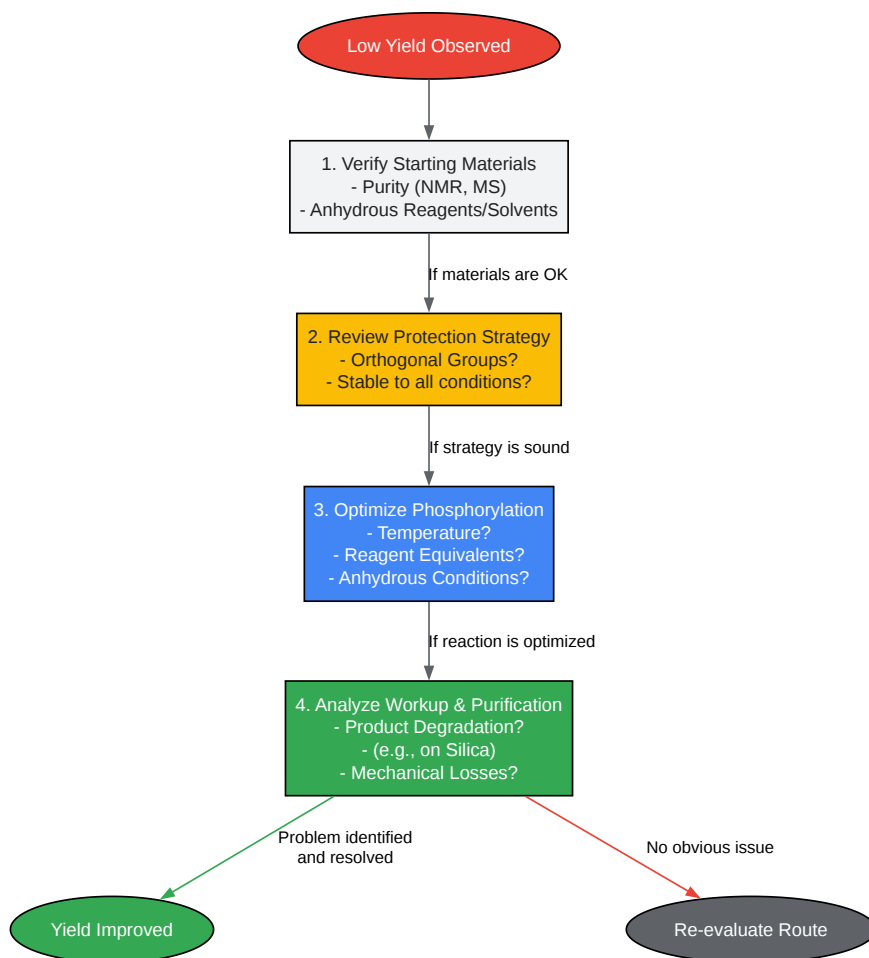 Low Yield Observed
1. Verify Starting Materials
- Purity (NMR, MS)
- Anhydrous Reagents/Solvents
If materials are OK
2. Review Protection Strategy
- Orthogonal Groups?
- Stable to all conditions?
If strategy is sound
3. Optimize Phosphorylation
- Temperature?
- Reagent Equivalents?
- Anhydrous Conditions?
If reaction is optimized
4. Analyze Workup & Purification
- Product Degradation?
- (e.g., on Silica)
- Mechanical Losses?
Problem identified
and resolved
No obvious issue
Yield Improved
Re-evaluate Route